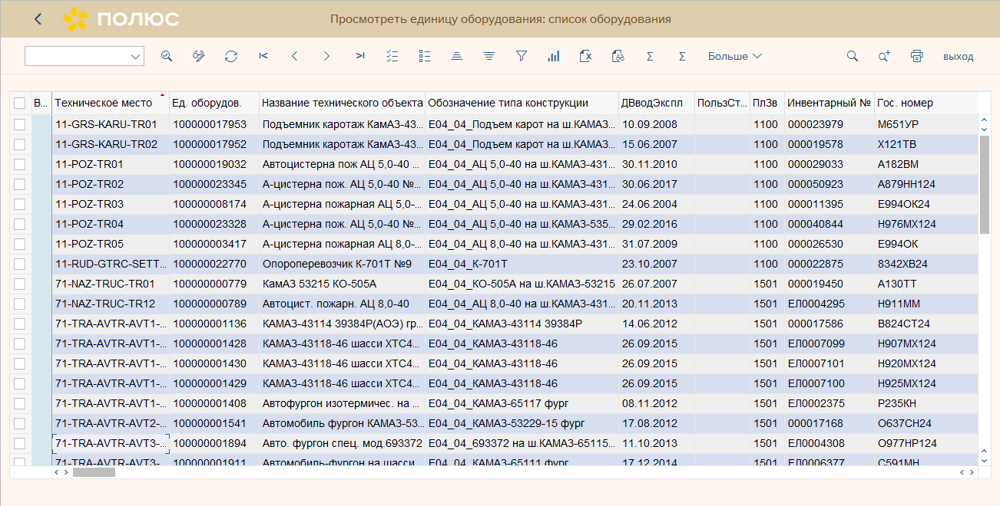 ПОЛЮС
Просмотреть единицу оборудования: список оборудования
Больше
выход
В... Техническое место Ед. оборудов. Название технического объекта Обозначение типа конструкции ДВводЭкспл ПользСт... ПлЗв Инвентарный № Гос. номер
11-GRS-KARU-TR01 100000017953 Подъемник каротаж КамАЗ-43... E04_04_Подъем карот на ш.КАМАЗ... 10.09.2008 1100 000023979 М651УР
11-GRS-KARU-TR02 100000017952 Подъемник каротаж КамАЗ-43... E04_04_Подъем карот на ш.КАМАЗ... 15.06.2007 1100 000019578 Х121ТВ
11-POZ-TR01 100000019032 Автоцистерна пож АЦ 5,0-40 ... E04_04_АЦ 5,0-40 на ш.КАМАЗ-431... 30.11.2010 1100 000029033 А182ВМ
11-POZ-TR02 100000023345 А-цистерна пож. АЦ 5,0-40 №... E04_04_АЦ 5,0-40 на ш.КАМАЗ-431... 30.06.2017 1100 000050923 А879НН124
11-POZ-TR03 100000008174 А-цистерна пожарная АЦ 5,0-... E04_04_АЦ 5,0-40 на ш.КАМАЗ-431... 24.06.2004 1100 000011395 Е994ОК24
11-POZ-TR04 100000023328 А-цистерна пож. АЦ 5,0-40 №... E04_04_АЦ 5,0-40 на ш.КАМАЗ-535... 29.02.2016 1100 000040844 Н976МХ124
11-POZ-TR05 100000003417 А-цистерна пожарная АЦ 8,0-... E04_04_АЦ 8,0-40 на ш.КАМАЗ-431... 31.07.2009 1100 000026530 Е994ОК
11-RUD-GTRC-SETT... 100000022770 Опороперевозчик К-701Т №9 E04_04_К-701Т 23.10.2007 1100 000022875 8342ХВ24
71-NAZ-TRUC-TR01 100000000779 КамАЗ 53215 КО-505А E04_04_КО-505А на ш.КАМАЗ-53215 26.07.2007 1501 000019450 А130ТТ
71-NAZ-TRUC-TR12 100000000789 Автоцист. пожарн. АЦ 8,0-40 E04_04_АЦ 8,0-40 на ш.КАМАЗ-431... 20.11.2013 1501 ЕЛ0004295 Н911ММ
71-TRA-AVTR-AVT1-... 100000001136 КАМАЗ-43114 39384Р(АОЭ) гр... E04_04_КАМАЗ-43114 39384Р 14.06.2012 1501 000017586 В824СТ24
71-TRA-AVTR-AVT1-... 100000001428 КАМАЗ-43118-46 шасси ХТС4... E04_04_КАМАЗ-43118-46 26.09.2015 1501 ЕЛ0007099 Н907МХ124
71-TRA-AVTR-AVT1-... 100000001430 КАМАЗ-43118-46 шасси ХТС4... E04_04_КАМАЗ-43118-46 26.09.2015 1501 ЕЛ0007101 Н920МХ124
71-TRA-AVTR-AVT1-... 100000001429 КАМАЗ-43118-46 шасси ХТС4... E04_04_КАМАЗ-43118-46 26.09.2015 1501 ЕЛ0007100 Н925МХ124
71-TRA-AVTR-AVT1-... 100000001408 Автофургон изотермичес. на ... E04_04_КАМАЗ-65117 фург 08.11.2012 1501 ЕЛ0002375 Р235КН
71-TRA-AVTR-AVT2-... 100000001541 Автомобиль фургон КАМАЗ-53... E04_04_КАМАЗ-53229-15 фург 17.08.2012 1501 000017168 О637СН24
71-TRA-AVTR-AVT3-... 100000001894 Авто. фургон спец. мод.693372 E04_04_693372 на ш.КАМАЗ-65115... 11.10.2013 1501 ЕЛ0004308 О977НР124
71-TRA-AVTR-AVT3-... 100000001911 Автомобиль-фургон на шасси E04_04_КАМАЗ-65111 фург 17.12.2014 1501 ЕЛ0006377 С591МН